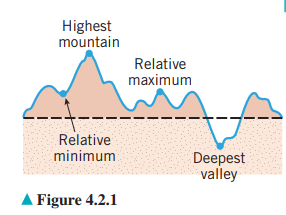 Highest
mountain
Relative
maximum
Relative
minimum
Deepest
valley
▲ Figure 4.2.1